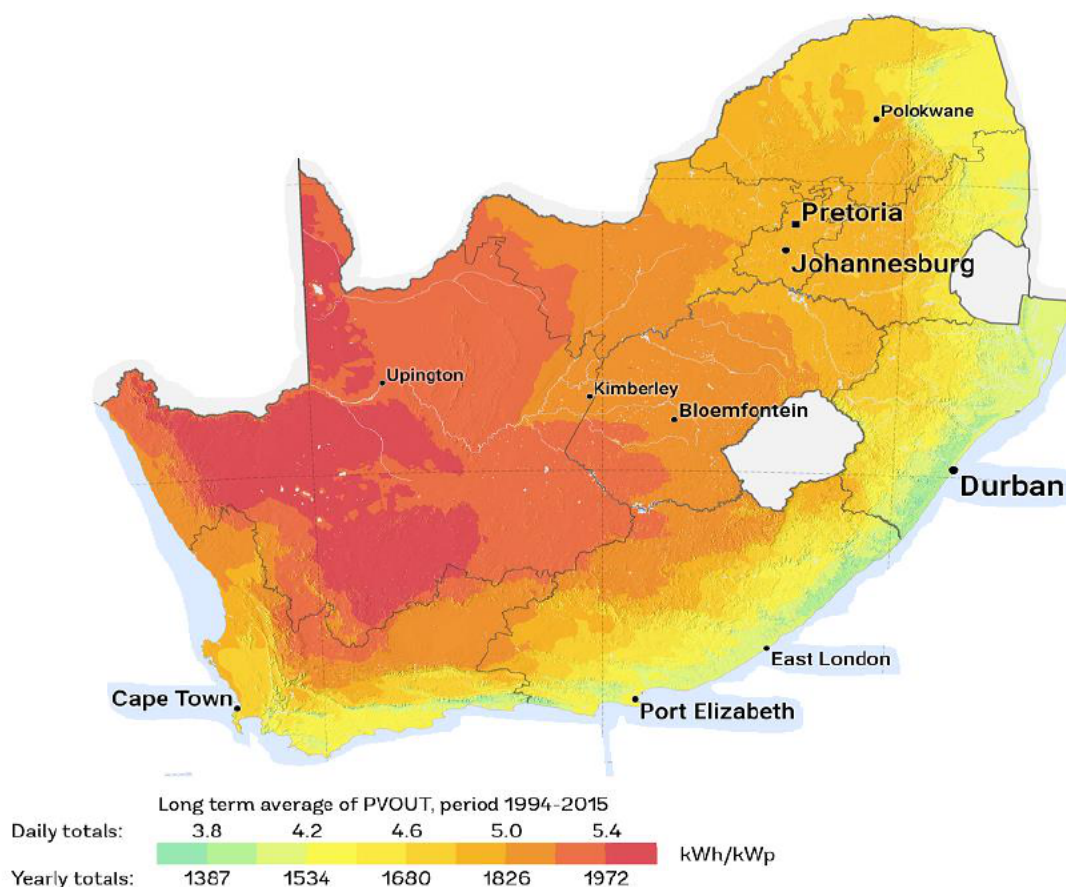 Polokwane
Pretoria
Johannesburg
Upington
Kimberley
Bloemfontein
Durban
East London
Cape Town
Port Elizabeth
Long term average of PVOUT, period 1994-2015
Daily totals: 3.8 4.2 4.6 5.0 5.4
kWh/kWp
Yearly totals: 1387 1534 1680 1826 1972